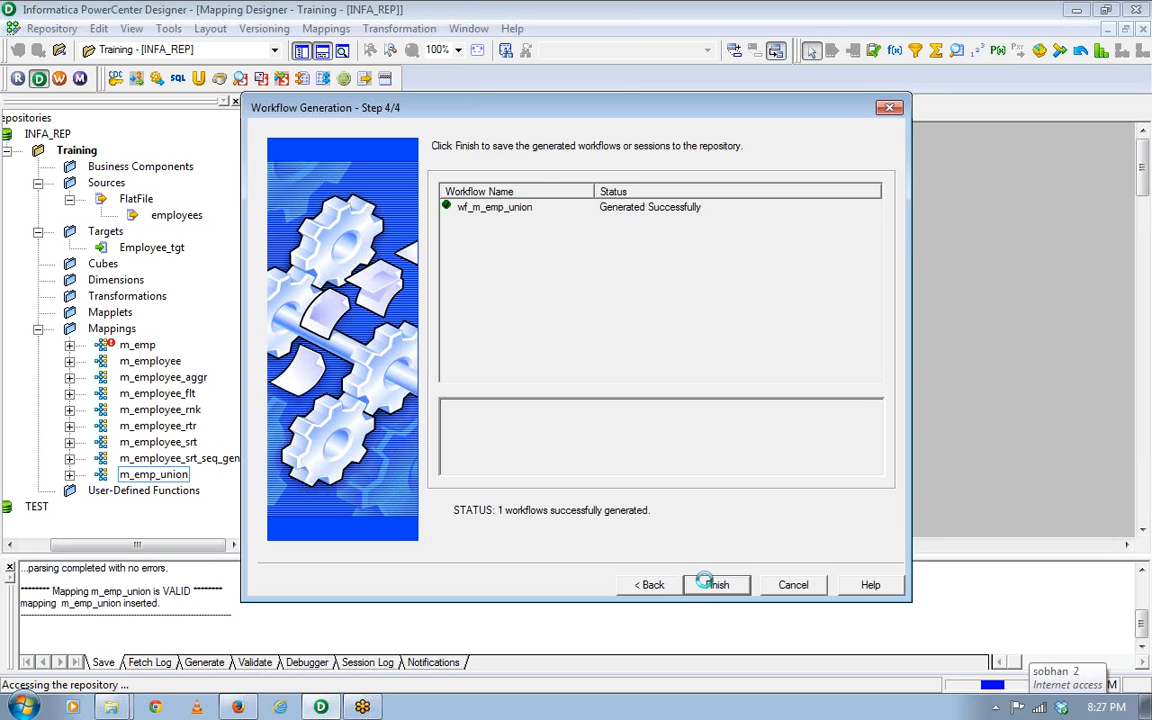 Informatica PowerCenter Designer - [Mapping Designer - Training - [INFA_REP]]
Repository Edit View Tools Layout Versioning Mappings Transformation Window Help
Training - [INFA_REP] 100%
SQL
epositories
INFA_REP
Training
Business Components
Sources
FlatFile
employees
Targets
Employee_tgt
Cubes
Dimensions
Transformations
Mapplets
Mappings
m_emp
m_employee
m_employee_aggr
m_employee_flt
m_employee_rnk
m_employee_rtr
m_employee_srt
m_employee_srt_seq_gen
m_emp_union
User-Defined Functions
TEST
Workflow Generation - Step 4/4
Click Finish to save the generated workflows or sessions to the repository.
Workflow Name Status
wf_m_emp_union Generated Successfully
STATUS: 1 workflows successfully generated.
< Back Finish Cancel Help
...parsing completed with no errors.
******** Mapping m_emp_union is VALID ********
mapping m_emp_union inserted.
Save Fetch Log Generate Validate Debugger Session Log Notifications
Accessing the repository ...
sobhan 2
Internet access
8:27 PM